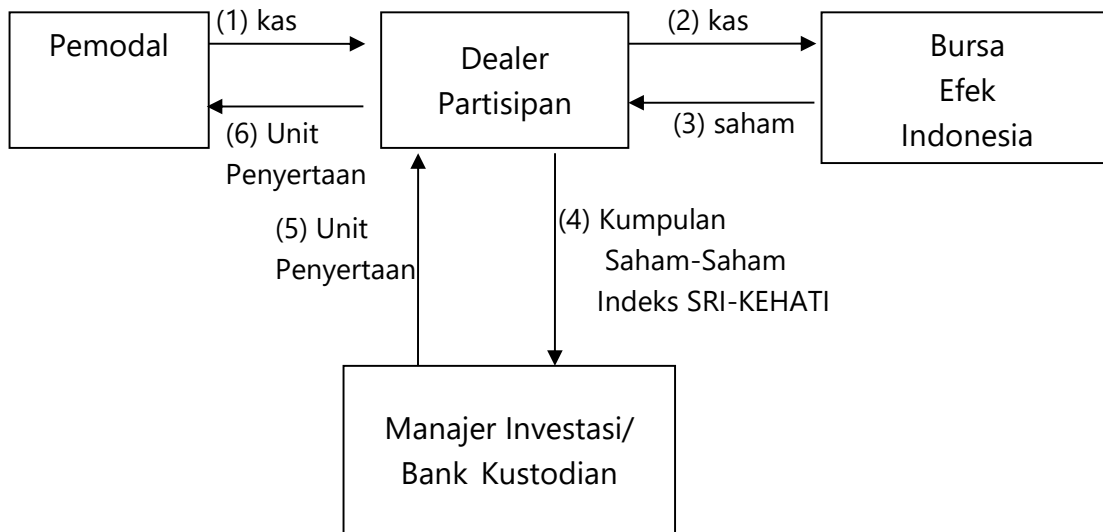 (1) kas
(2) kas
Pemodal
Dealer
Partisipan
Bursa
Efek
Indonesia
(3) saham
(6) Unit
Penyertaan
(5) Unit
Penyertaan
(4) Kumpulan
Saham-Saham
Indeks SRI-KEHATI
Manajer Investasi/
Bank Kustodian